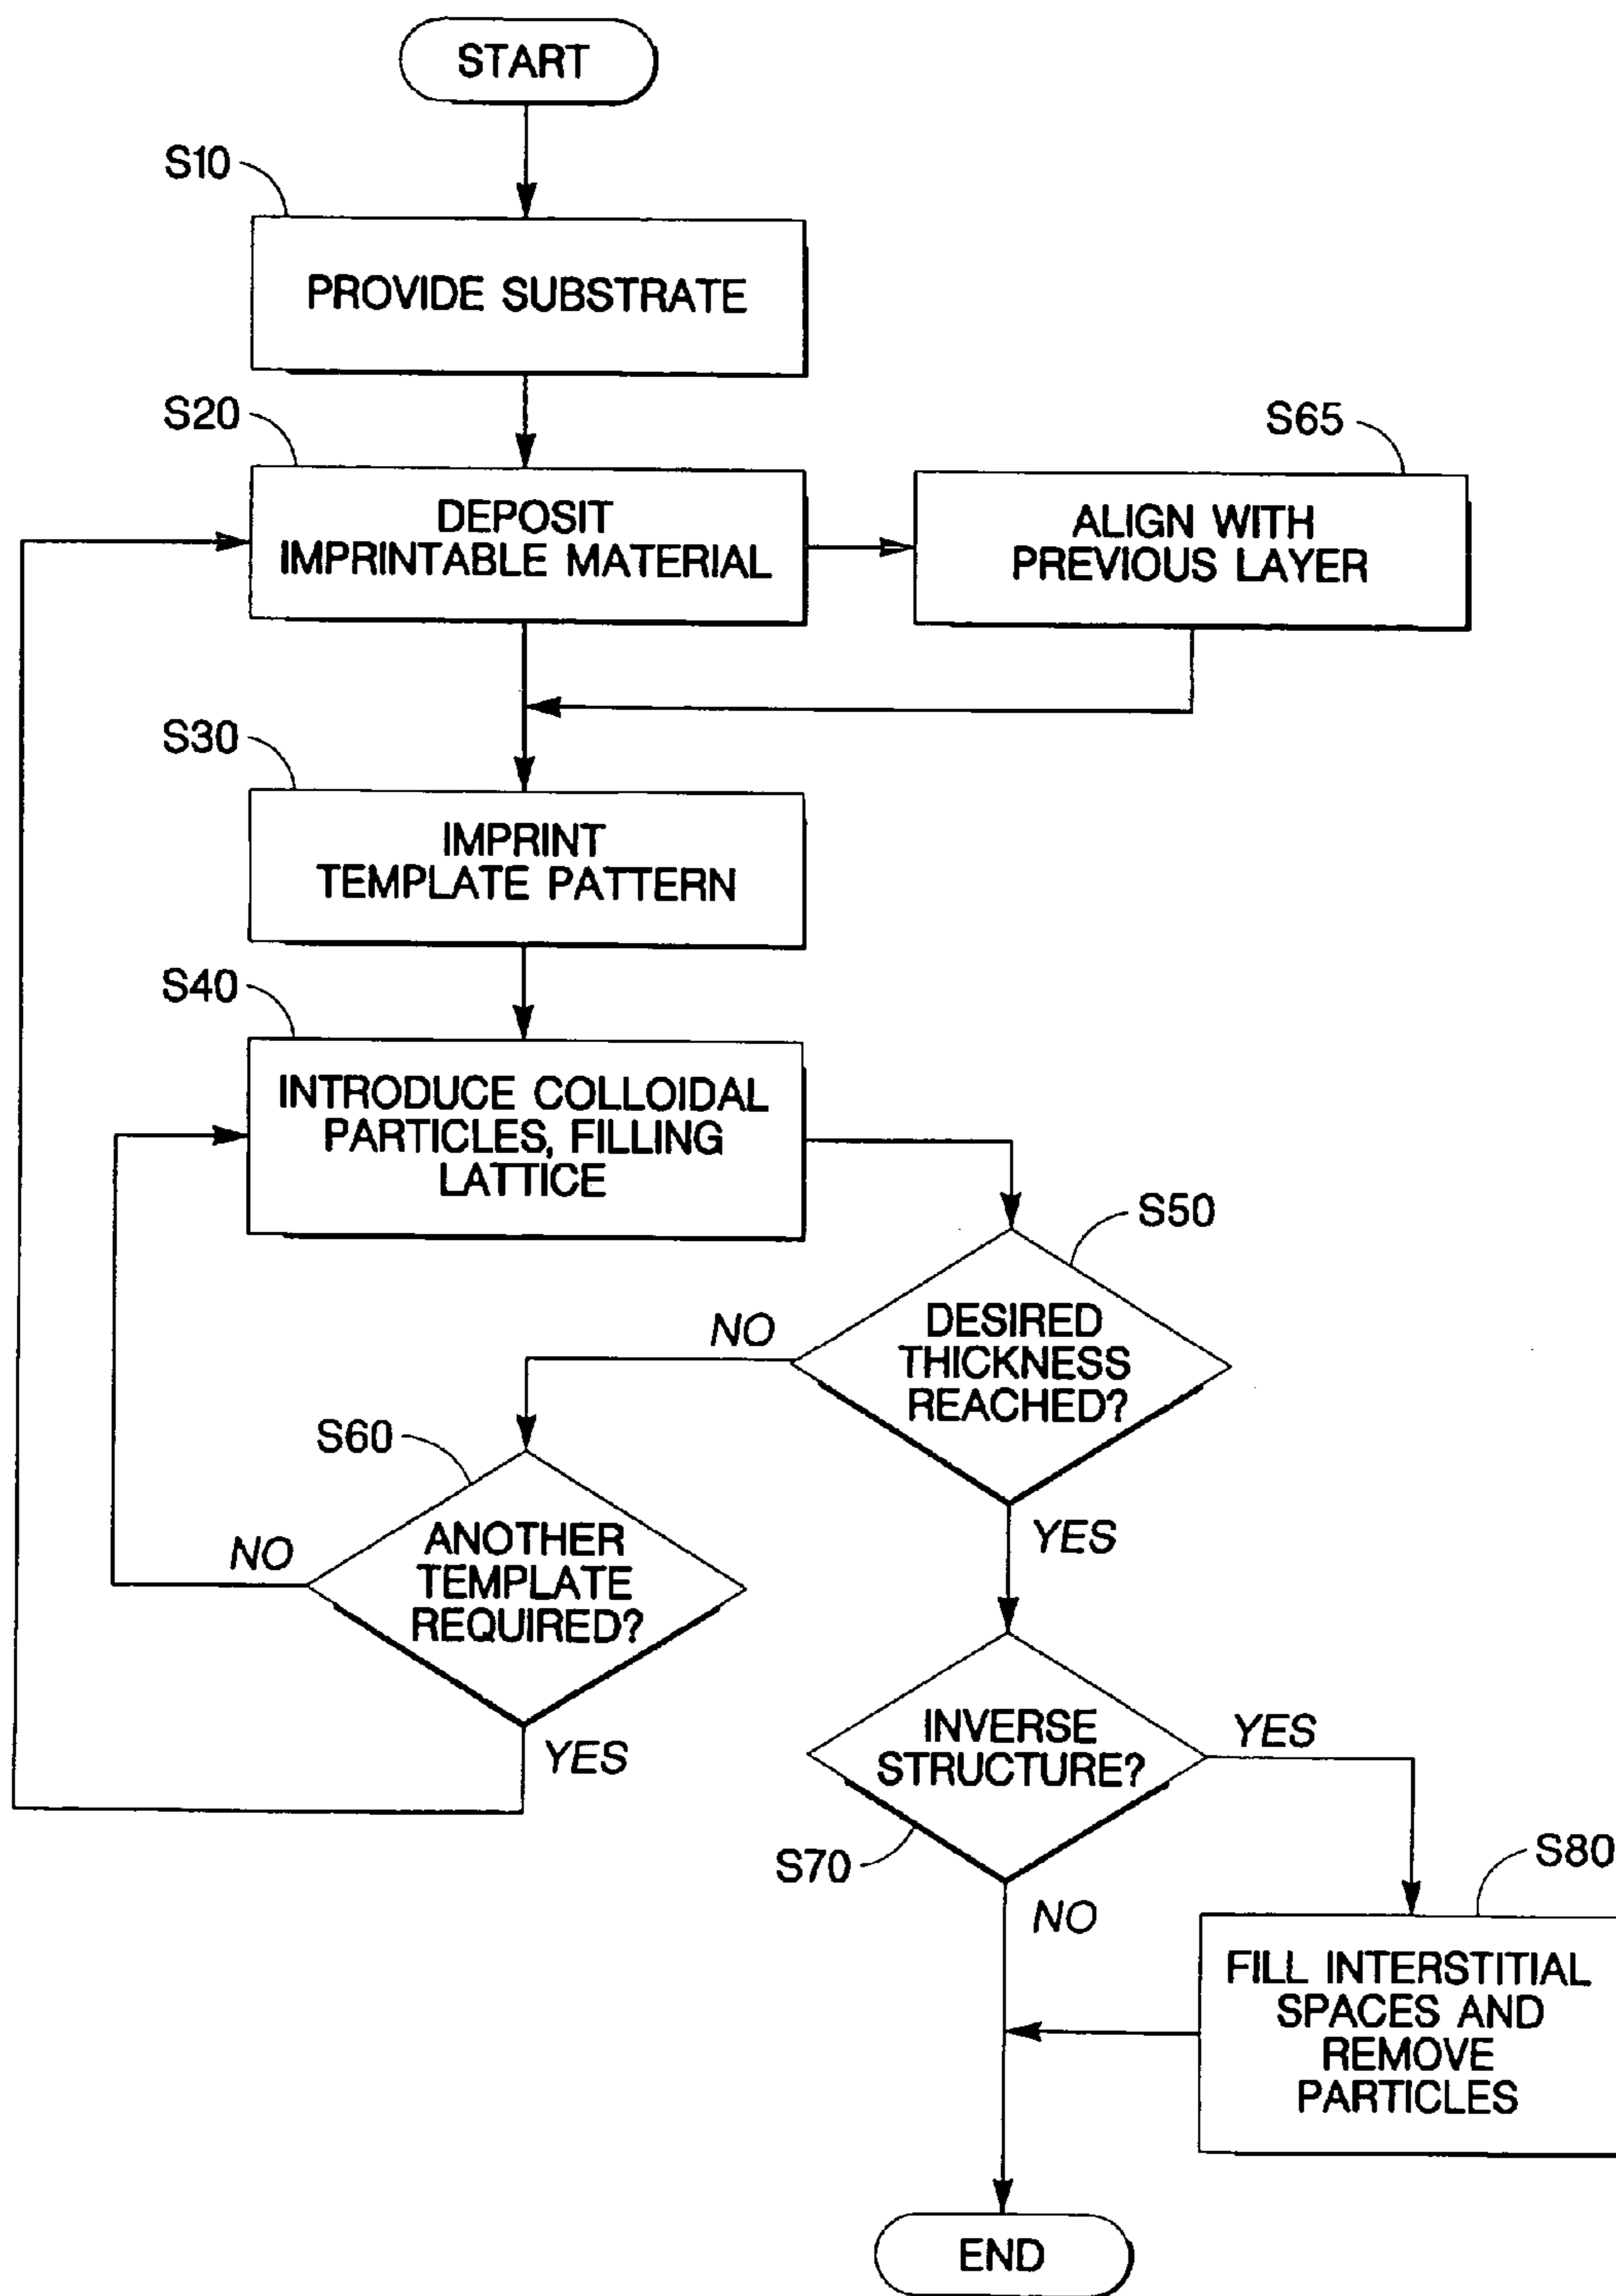 START
S10
PROVIDE SUBSTRATE
S20
DEPOSIT
IMPRINTABLE MATERIAL
S65
ALIGN WITH
PREVIOUS LAYER
S30
IMPRINT
TEMPLATE PATTERN
S40
INTRODUCE COLLOIDAL
PARTICLES, FILLING
LATTICE
S50
DESIRED
THICKNESS
REACHED?
NO
YES
S60
ANOTHER
TEMPLATE
REQUIRED?
NO
YES
INVERSE
STRUCTURE?
YES
S70
NO
S80
FILL INTERSTITIAL
SPACES AND
REMOVE
PARTICLES
END